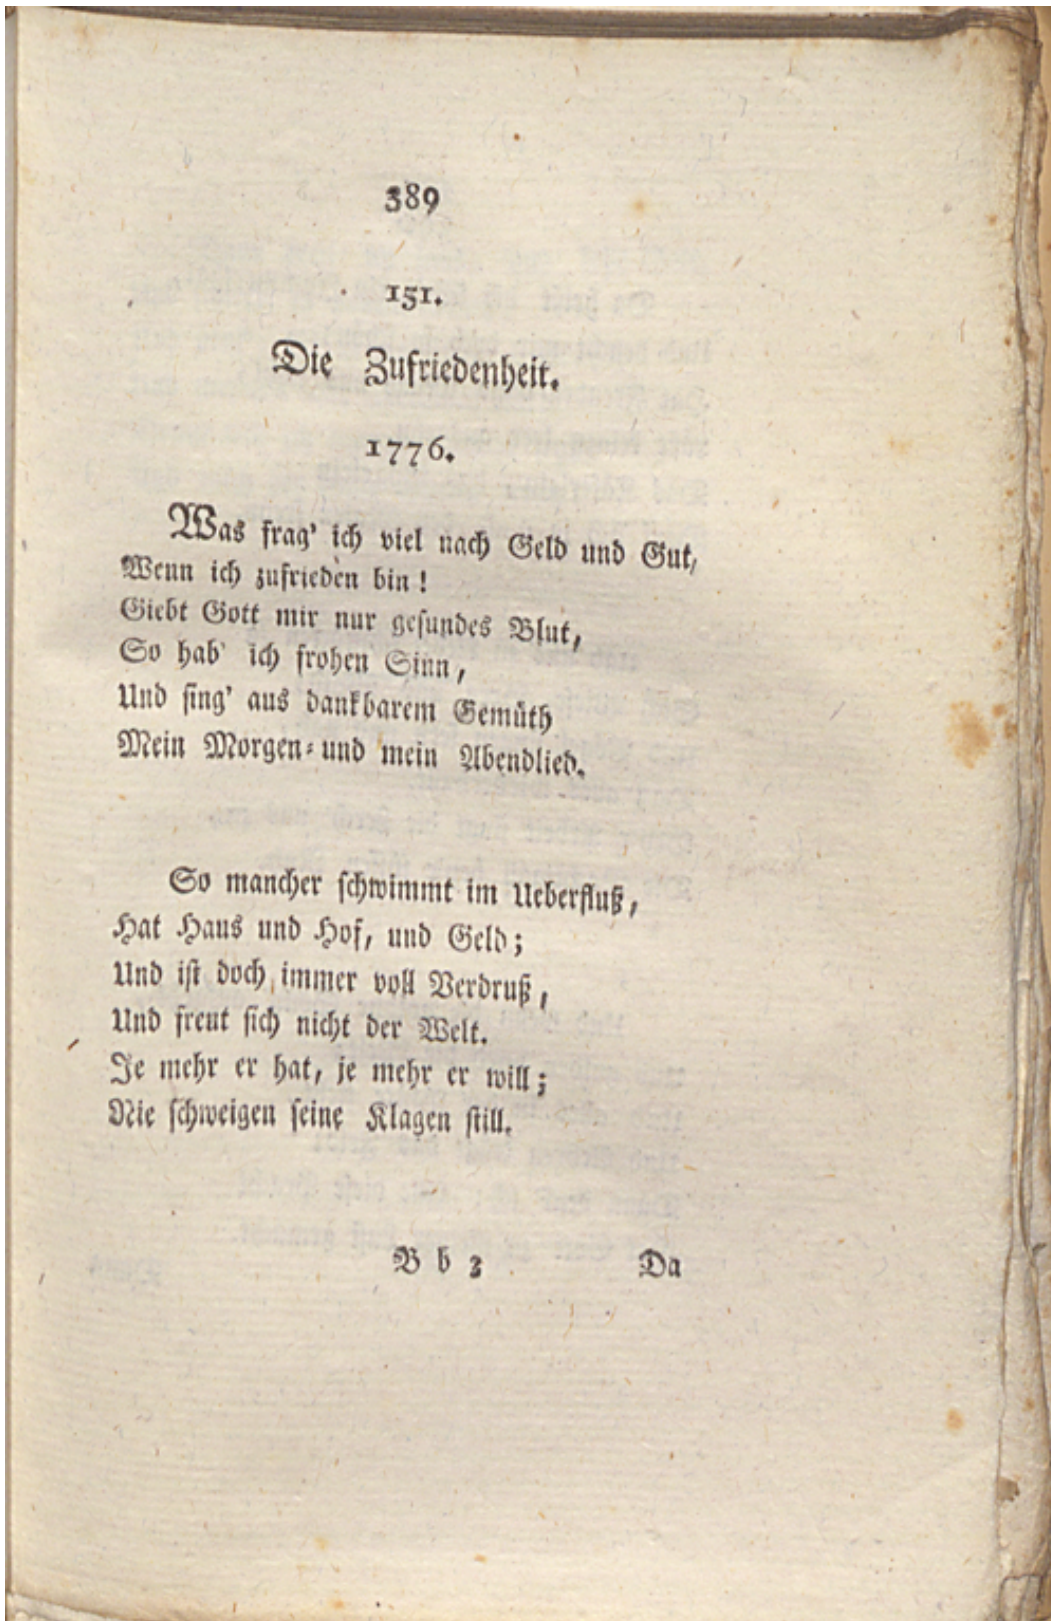 389
151.
Die Zufriedenheit.
1776.
Was frag' ich viel nach Geld und Gut,
Wenn ich zufrieden bin!
Giebt Gott mir nur gesundes Blut,
So hab' ich frohen Sinn,
Und sing' aus dankbarem Gemüth
Mein Morgen- und mein Abendlied.
So mancher schwimmt im Ueberfluß,
Hat Haus und Hof, und Geld;
Und ist doch immer voll Verdruß,
Und freut sich nicht der Welt.
Je mehr er hat, je mehr er will;
Nie schweigen seine Klagen still.
B b 3 Da